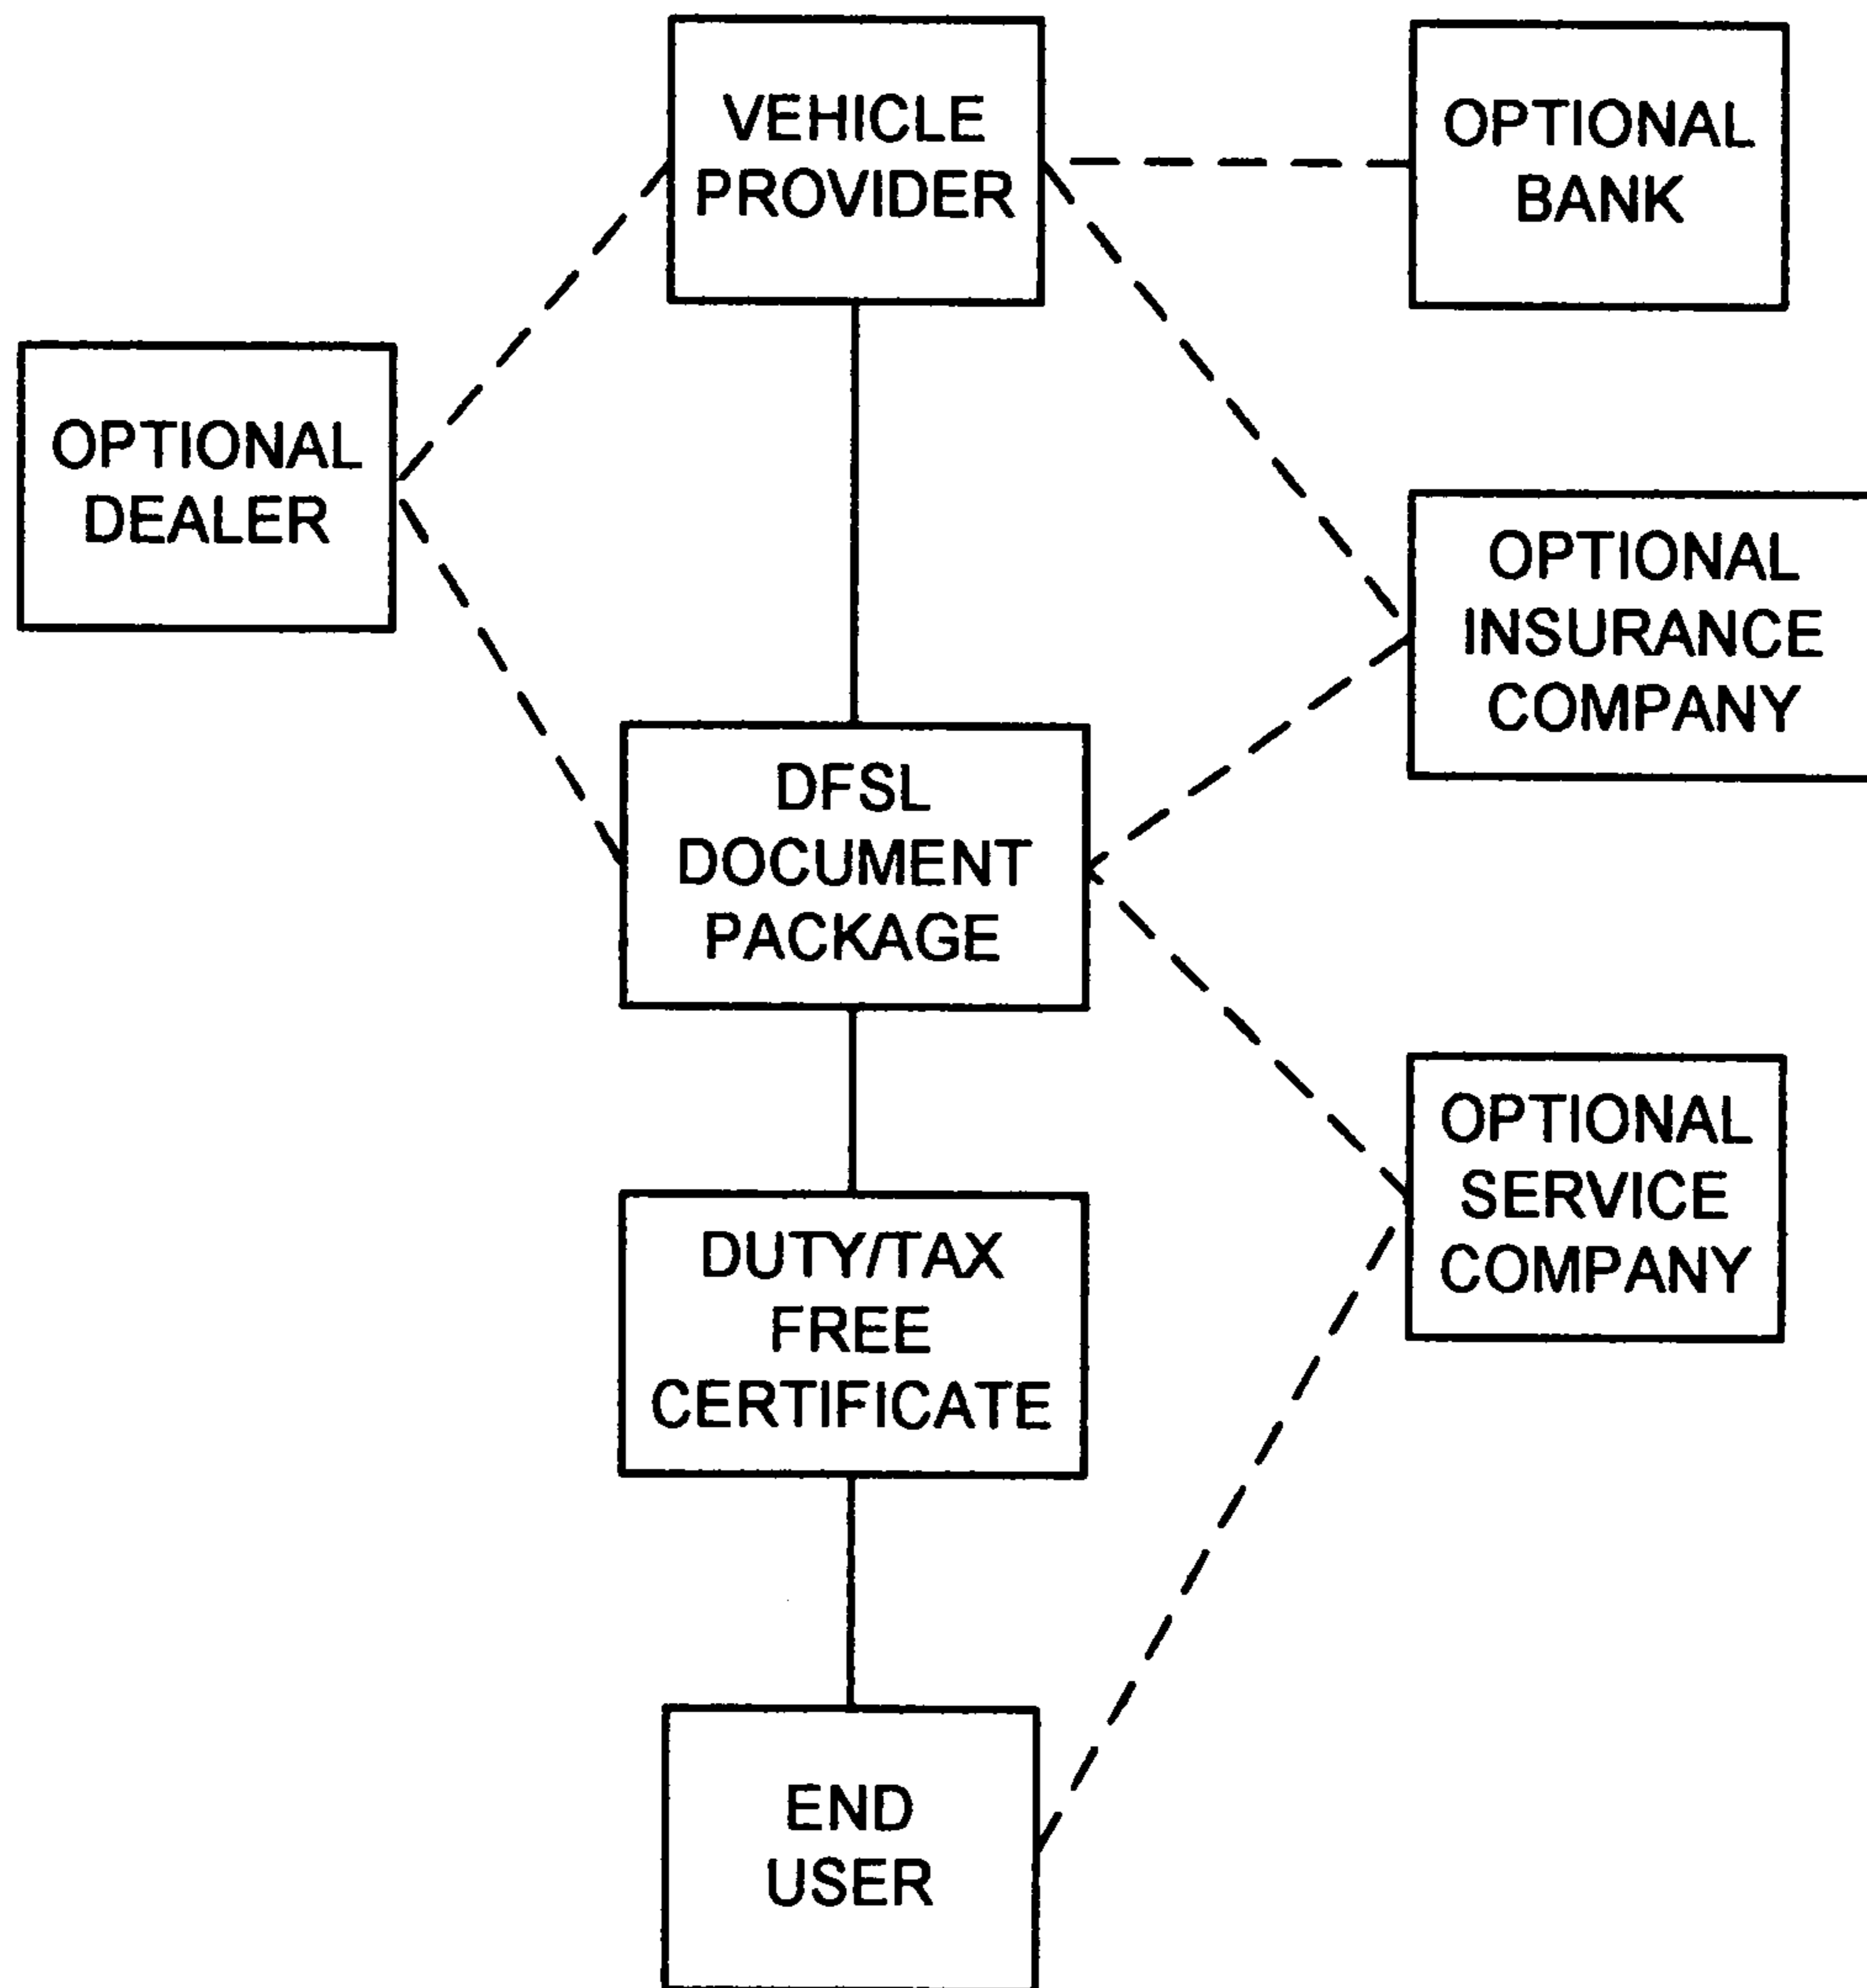 VEHICLE
PROVIDER
OPTIONAL
BANK
OPTIONAL
DEALER
OPTIONAL
INSURANCE
COMPANY
DFSL
DOCUMENT
PACKAGE
OPTIONAL
SERVICE
COMPANY
DUTY/TAX
FREE
CERTIFICATE
END
USER